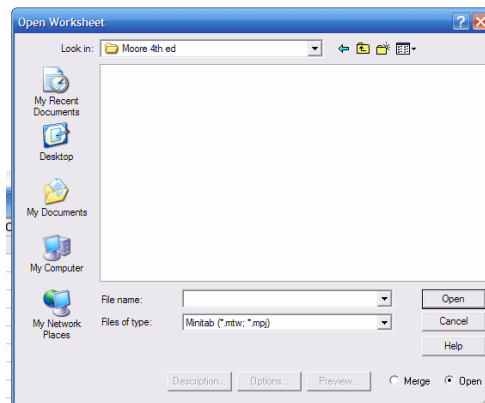 Open Worksheet
Look in: Moore 4th ed
My Recent
Documents
Desktop
My Documents
My Computer
My Network
Places
File name:
Files of type: Minitab (*.mtw; *.mpj)
Open
Cancel
Help
Description... Options... Preview... Merge Open